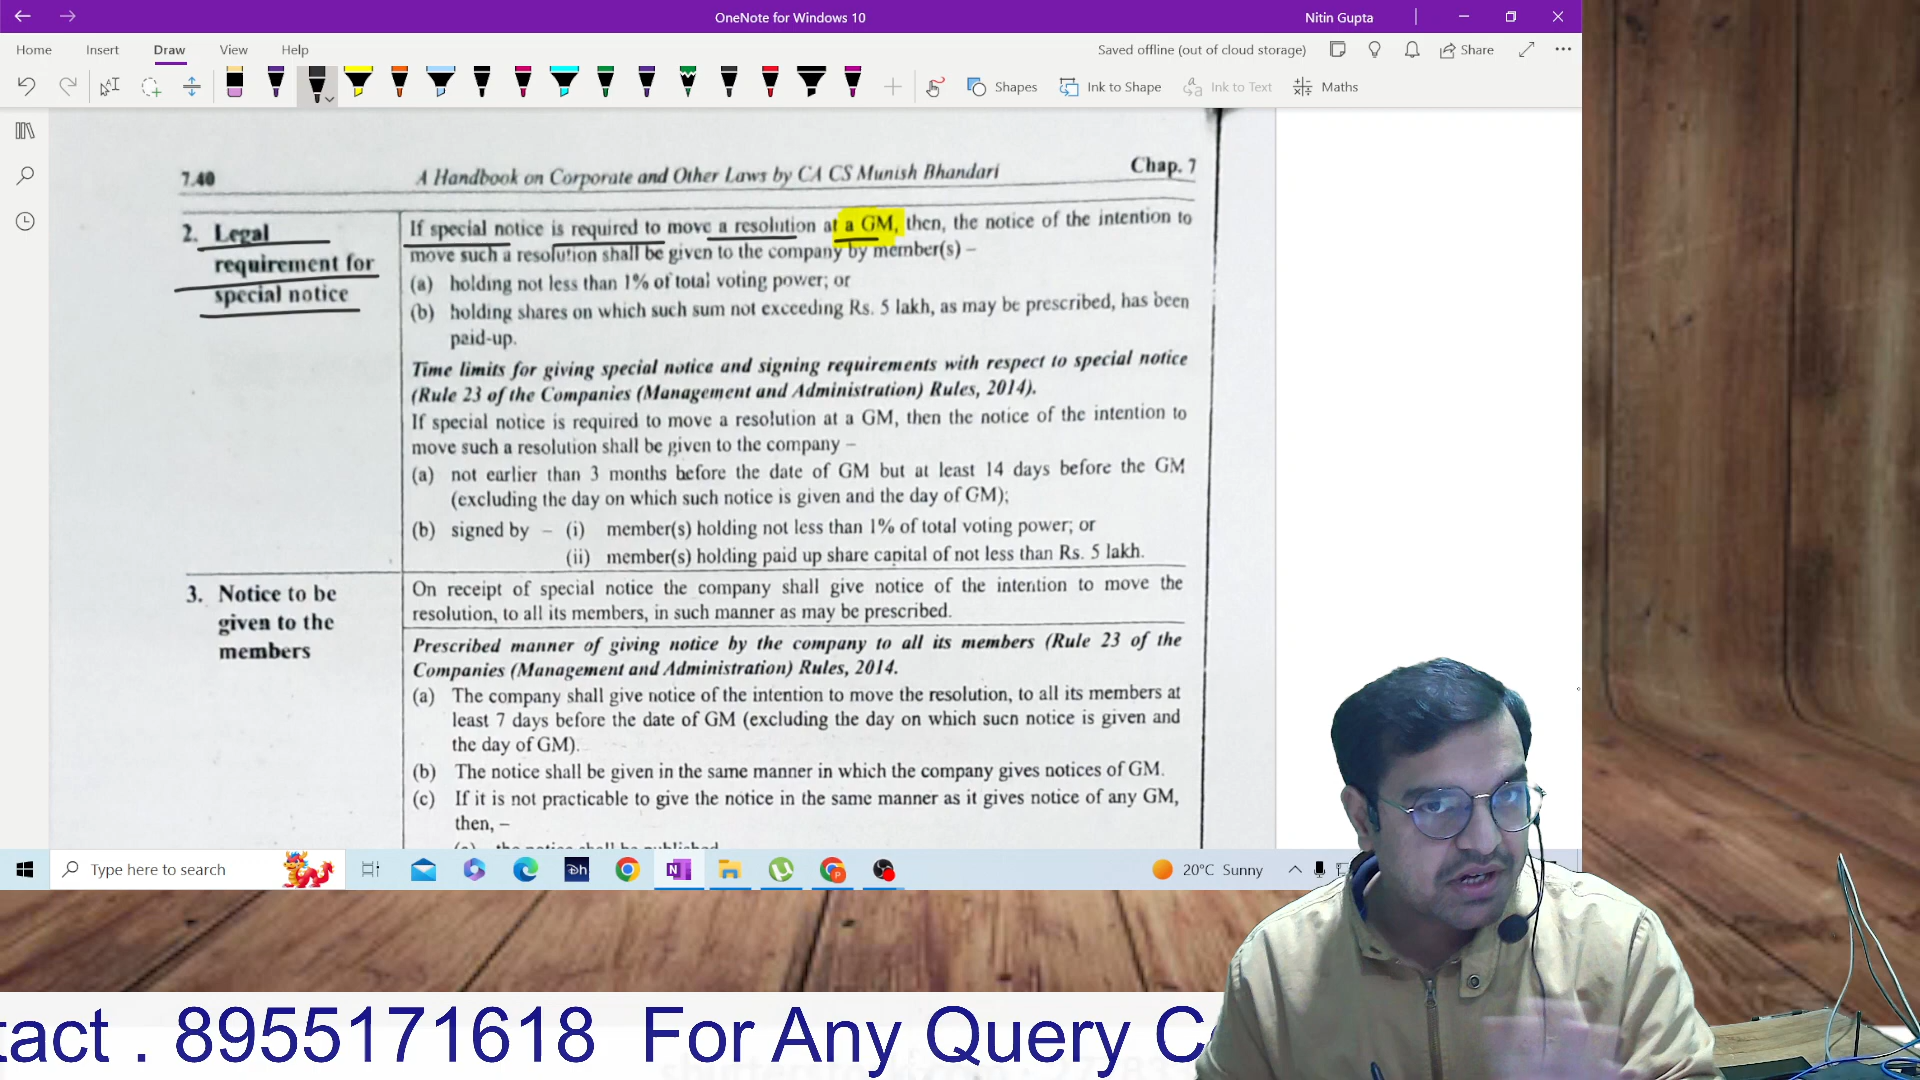 OneNote for Windows 10
Nitin Gupta
Home Insert Draw View Help
Saved offline (out of cloud storage)
Share
Shapes
Ink to Shape
Ink to Text
Maths
7.40 A Handbook on Corporate and Other Laws by CA CS Munish Bhandari Chap. 7
2. Legal
requirement for
special notice
If special notice is required to move a resolution at a GM, then, the notice of the intention to
move such a resolution shall be given to the company by member(s) –
(a) holding not less than 1% of total voting power; or
(b) holding shares on which such sum not exceeding Rs. 5 lakh, as may be prescribed, has been
paid-up.
Time limits for giving special notice and signing requirements with respect to special notice
(Rule 23 of the Companies (Management and Administration) Rules, 2014).
If special notice is required to move a resolution at a GM, then the notice of the intention to
move such a resolution shall be given to the company –
(a) not earlier than 3 months before the date of GM but at least 14 days before the GM
(excluding the day on which such notice is given and the day of GM);
(b) signed by – (i) member(s) holding not less than 1% of total voting power; or
(ii) member(s) holding paid up share capital of not less than Rs. 5 lakh.
3. Notice to be
given to the
members
On receipt of special notice the company shall give notice of the intention to move the
resolution, to all its members, in such manner as may be prescribed.
Prescribed manner of giving notice by the company to all its members (Rule 23 of the
Companies (Management and Administration) Rules, 2014.
(a) The company shall give notice of the intention to move the resolution, to all its members at
least 7 days before the date of GM (excluding the day on which such notice is given and
the day of GM).
(b) The notice shall be given in the same manner in which the company gives notices of GM.
(c) If it is not practicable to give the notice in the same manner as it gives notice of any GM,
then, –
Type here to search
20°C Sunny
tact . 8955171618 For Any Query C